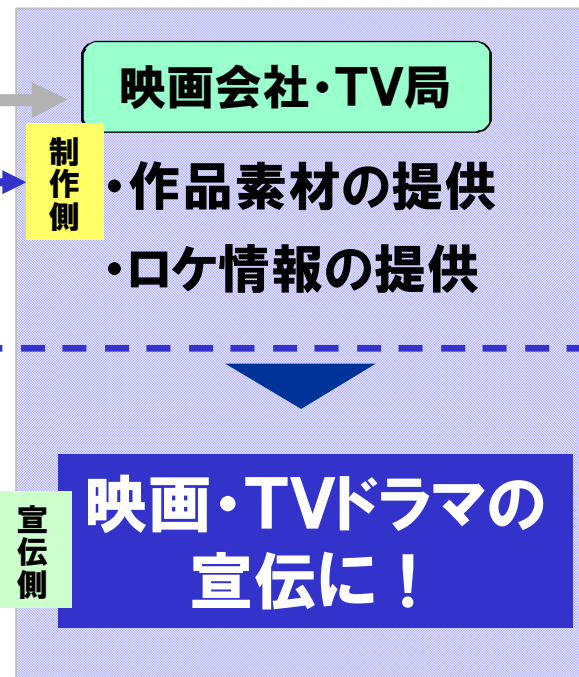 映画会社・TV局
制作側
・作品素材の提供
・ロケ情報の提供
宣伝側
映画・TVドラマの
宣伝に！